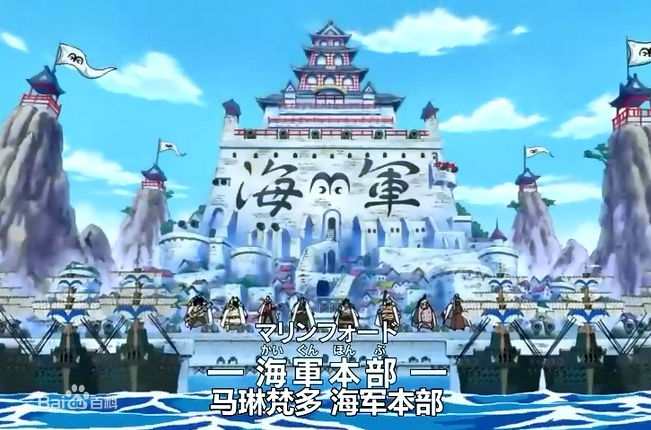 海 軍
マリンフォード
かいぐんほんぶ
— 海軍本部 —
马琳梵多 海军本部
Baidu百科